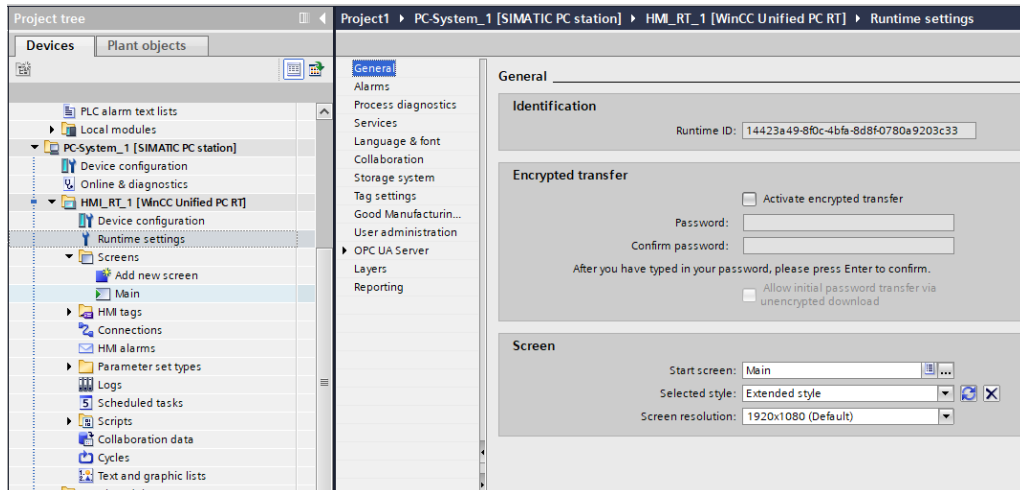 Project tree
Devices
Plant objects
PLC alarm text lists
Local modules
PC-System_1 [SIMATIC PC station]
Device configuration
Online & diagnostics
HMI_RT_1 [WinCC Unified PC RT]
Device configuration
Runtime settings
Screens
Add new screen
Main
HMI tags
Connections
HMI alarms
Parameter set types
Logs
Scheduled tasks
Scripts
Collaboration data
Cycles
Text and graphic lists
Project1 ▸ PC-System_1 [SIMATIC PC station] ▸ HMI_RT_1 [WinCC Unified PC RT] ▸ Runtime settings
General
Alarms
Process diagnostics
Services
Language & font
Collaboration
Storage system
Tag settings
Good Manufacturin...
User administration
OPC UA Server
Layers
Reporting
General
Identification
Runtime ID: 14423a49-8f0c-4bfa-8d8f-0780a9203c33
Encrypted transfer
Activate encrypted transfer
Password:
Confirm password:
After you have typed in your password, please press Enter to confirm.
Allow initial password transfer via
unencrypted download
Screen
Start screen: Main ...
Selected style: Extended style
Screen resolution: 1920x1080 (Default)